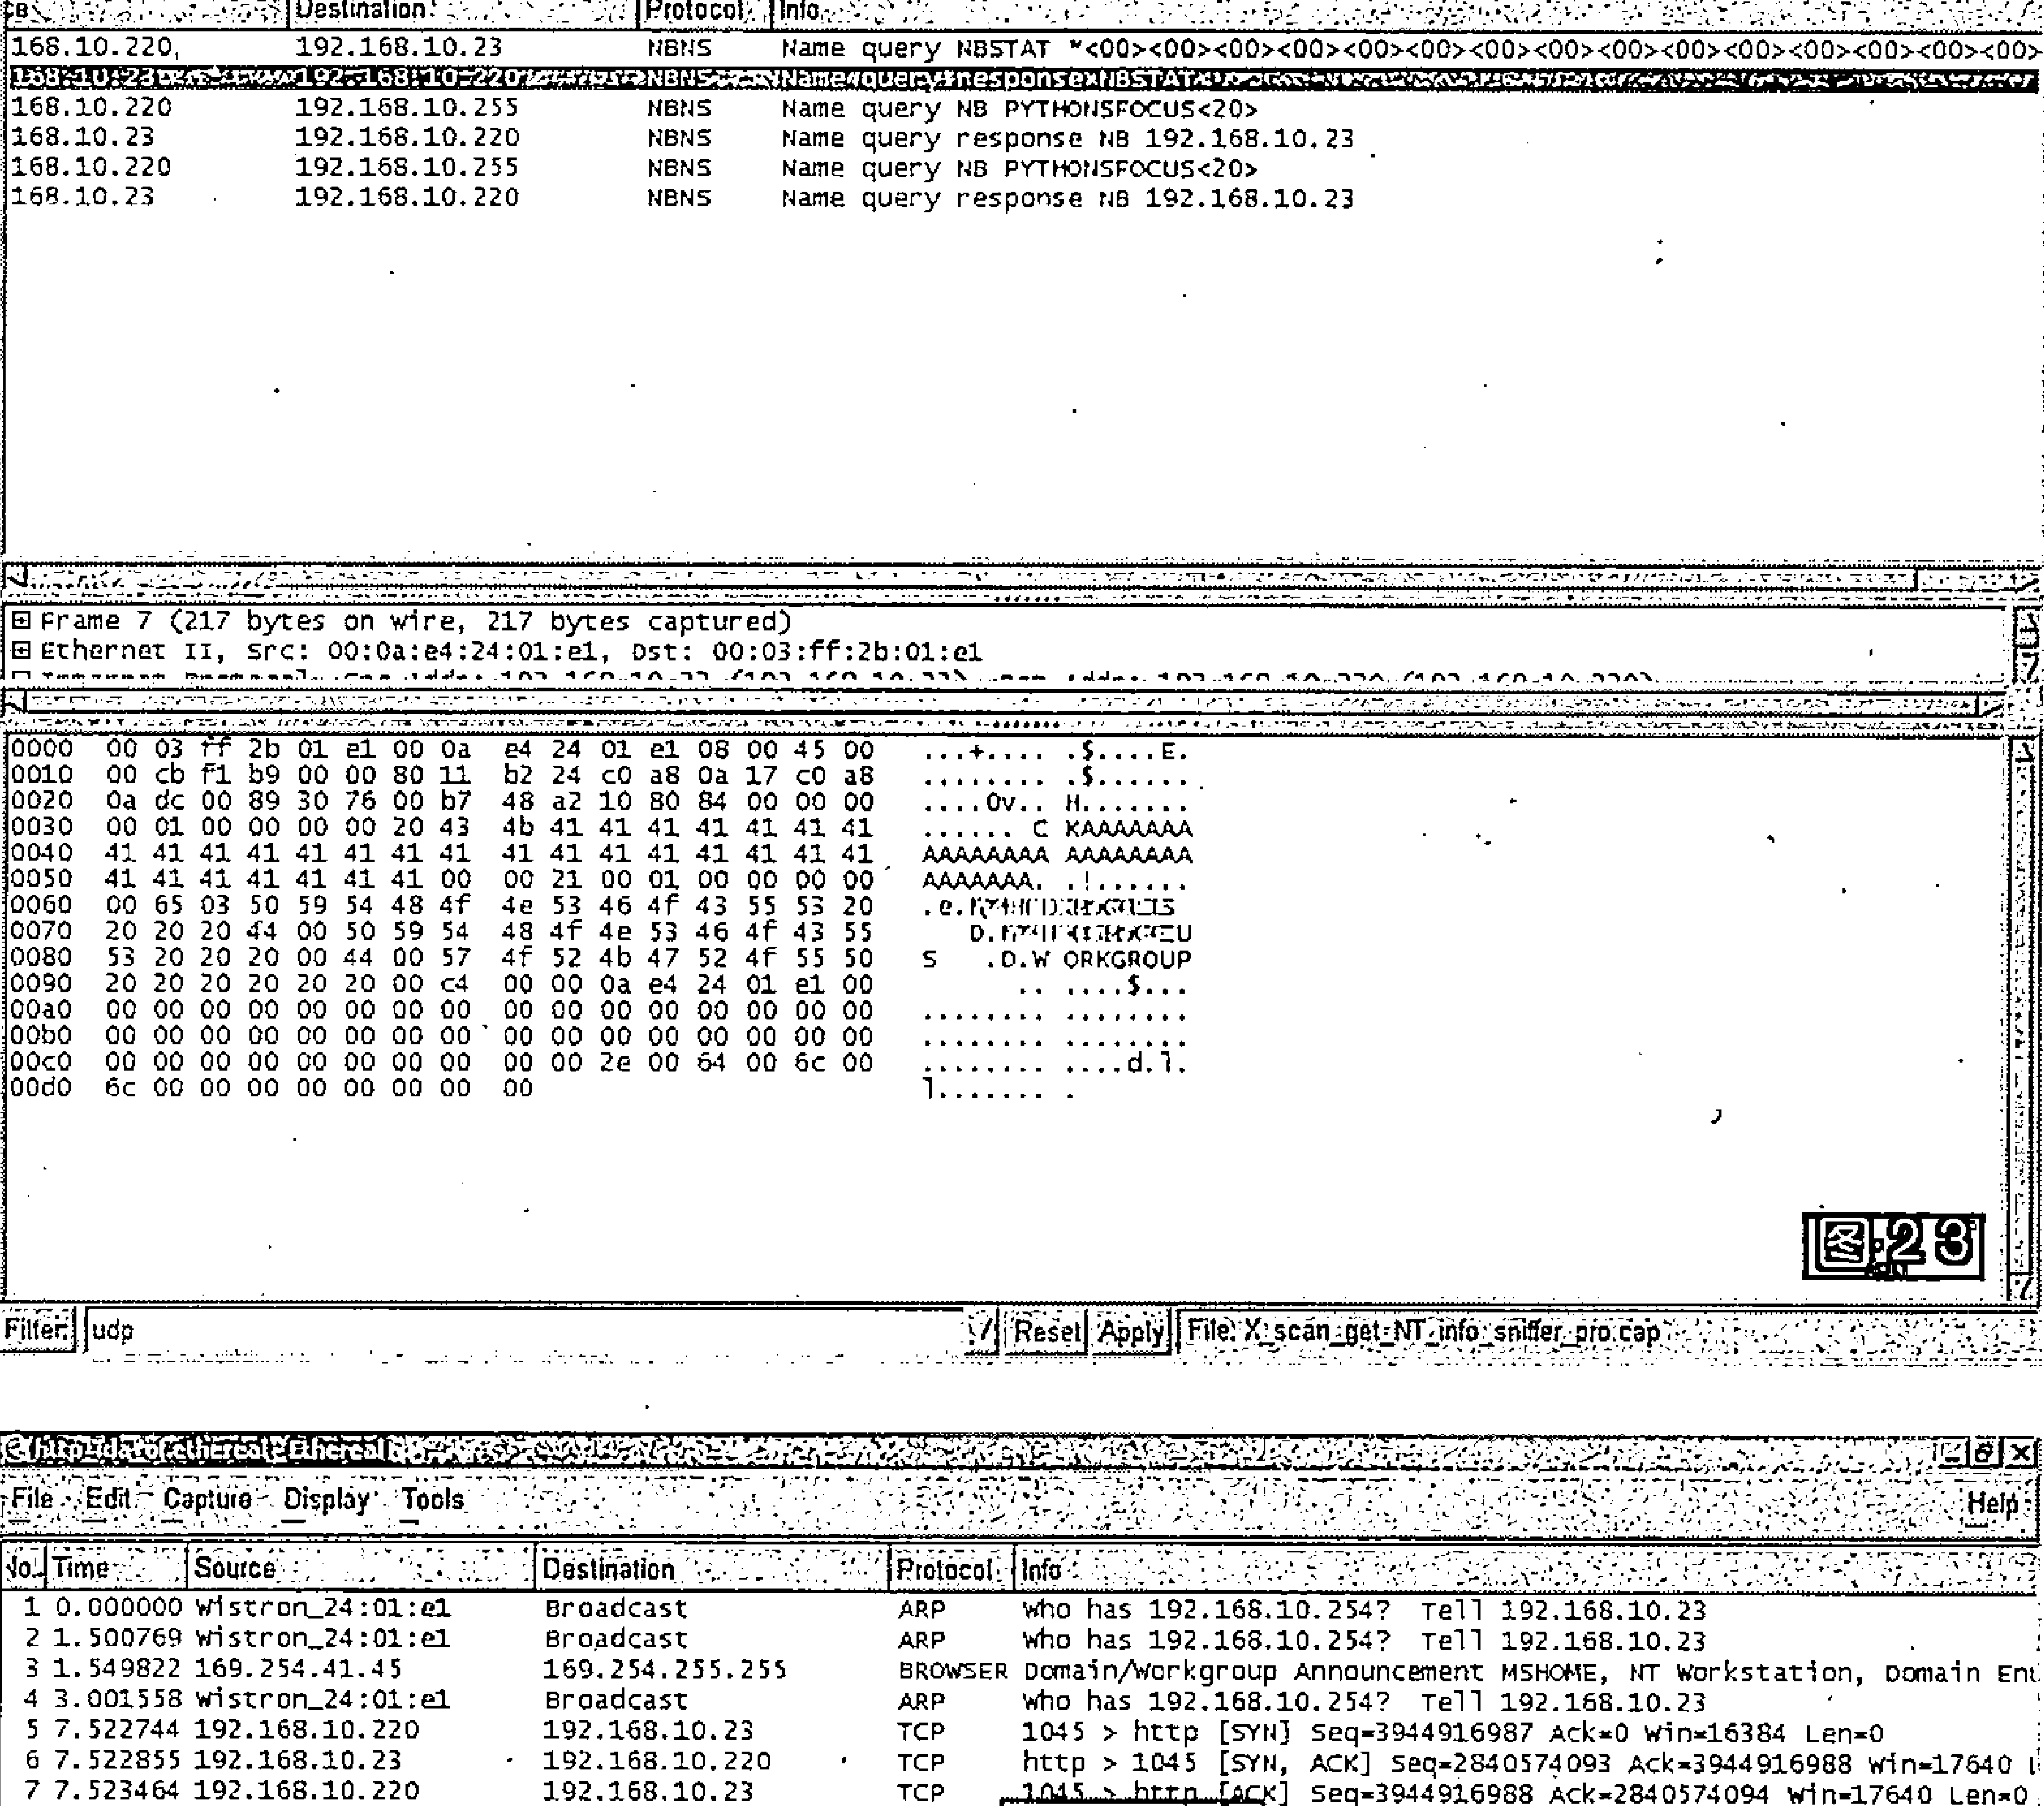 Destination Protocol Info
168.10.220 192.168.10.23 NBNS Name query NBSTAT *<00><00><00><00><00><00><00><00><00><00><00><00><00><00><00>
168.10.23 192.168.10.220 NBNS Name query response NBSTAT
168.10.220 192.168.10.255 NBNS Name query NB PYTHONSFOCUS<20>
168.10.23 192.168.10.220 NBNS Name query response NB 192.168.10.23
168.10.220 192.168.10.255 NBNS Name query NB PYTHONSFOCUS<20>
168.10.23 192.168.10.220 NBNS Name query response NB 192.168.10.23
Frame 7 (217 bytes on wire, 217 bytes captured)
Ethernet II, Src: 00:0a:e4:24:01:e1, Dst: 00:03:ff:2b:01:e1
0000 00 03 ff 2b 01 e1 00 0a e4 24 01 e1 08 00 45 00 ...+.... .$....E.
0010 00 cb f1 b9 00 00 80 11 b2 24 c0 a8 0a 17 c0 a8 ........ .$......
0020 0a dc 00 89 30 76 00 b7 48 a2 10 80 84 00 00 00 ....0v.. H.......
0030 00 01 00 00 00 00 20 43 4b 41 41 41 41 41 41 41 ...... C KAAAAAAA
0040 41 41 41 41 41 41 41 41 41 41 41 41 41 41 41 41 AAAAAAAA AAAAAAAA
0050 41 41 41 41 41 41 41 00 00 21 00 01 00 00 00 00 AAAAAAA. .!......
0060 00 65 03 50 59 54 48 4f 4e 53 46 4f 43 55 53 20 .e.
0070 20 20 20 44 00 50 59 54 48 4f 4e 53 46 4f 43 55 D. U
0080 53 20 20 20 00 44 00 57 4f 52 4b 47 52 4f 55 50 S .D.W ORKGROUP
0090 20 20 20 20 20 20 00 c4 00 00 0a e4 24 01 e1 00 .. ....$...
00a0 00 00 00 00 00 00 00 00 00 00 00 00 00 00 00 00 ........ ........
00b0 00 00 00 00 00 00 00 00 00 00 00 00 00 00 00 00 ........ ........
00c0 00 00 00 00 00 00 00 00 00 00 2e 00 64 00 6c 00 ........ ....d.l.
00d0 6c 00 00 00 00 00 00 00 00 l....... .
图 23
Filter: udp Reset Apply File: X_scan_get_NT_info_sniffer_pro.cap
Ethereal
File Edit Capture Display Tools Help
No. Time Source Destination Protocol Info
1 0.000000 Wistron_24:01:e1 Broadcast ARP Who has 192.168.10.254? Tell 192.168.10.23
2 1.500769 Wistron_24:01:e1 Broadcast ARP Who has 192.168.10.254? Tell 192.168.10.23
3 1.549822 169.254.41.45 169.254.255.255 BROWSER Domain/Workgroup Announcement MSHOME, NT Workstation, Domain Enu
4 3.001558 Wistron_24:01:e1 Broadcast ARP Who has 192.168.10.254? Tell 192.168.10.23
5 7.522744 192.168.10.220 192.168.10.23 TCP 1045 > http [SYN] Seq=3944916987 Ack=0 Win=16384 Len=0
6 7.522855 192.168.10.23 192.168.10.220 TCP http > 1045 [SYN, ACK] Seq=2840574093 Ack=3944916988 Win=17640 L
7 7.523464 192.168.10.220 192.168.10.23 TCP 1045 > http [ACK] Seq=3944916988 Ack=2840574094 Win=17640 Len=0